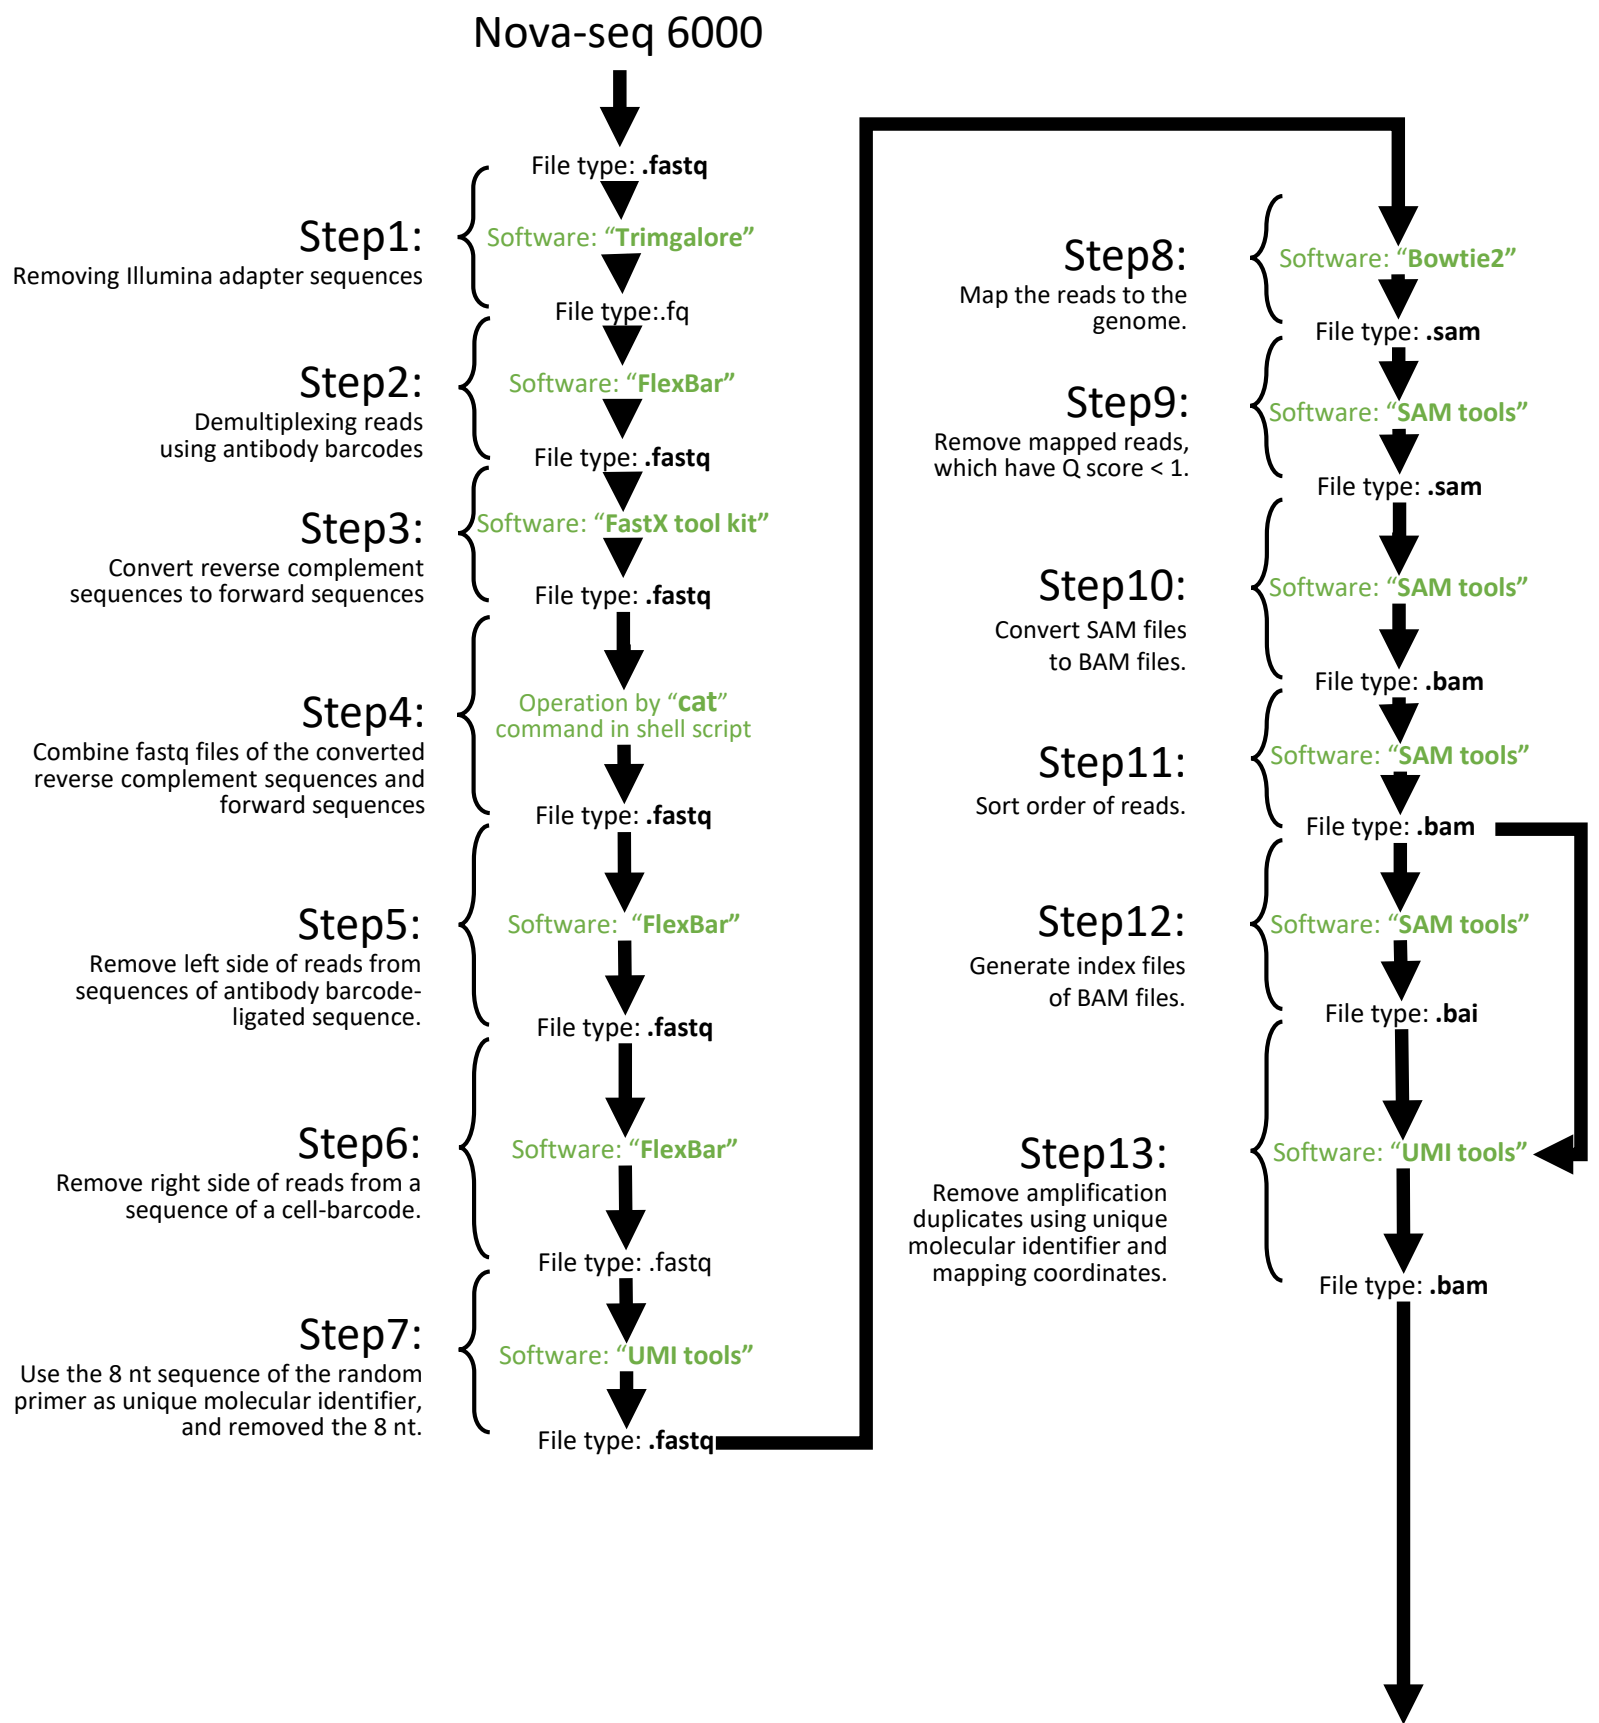 Nova-seq 6000
File type: .fastq
Step1:
Removing Illumina adapter sequences
Software: “Trimgalore”
File type:.fq
Step2:
Demultiplexing reads
using antibody barcodes
Software: “FlexBar”
File type: .fastq
Step3:
Convert reverse complement
sequences to forward sequences
Software: “FastX tool kit”
File type: .fastq
Step4:
Combine fastq files of the converted
reverse complement sequences and
forward sequences
Operation by “cat”
command in shell script
File type: .fastq
Step5:
Remove left side of reads from
sequences of antibody barcode-
ligated sequence.
Software: “FlexBar”
File type: .fastq
Step6:
Remove right side of reads from a
sequence of a cell-barcode.
Software: “FlexBar”
File type: .fastq
Step7:
Use the 8 nt sequence of the random
primer as unique molecular identifier,
and removed the 8 nt.
Software: “UMI tools”
File type: .fastq
Step8:
Map the reads to the
genome.
Software: “Bowtie2”
File type: .sam
Step9:
Remove mapped reads,
which have Q score < 1.
Software: “SAM tools”
File type: .sam
Step10:
Convert SAM files
to BAM files.
Software: “SAM tools”
File type: .bam
Step11:
Sort order of reads.
Software: “SAM tools”
File type: .bam
Step12:
Generate index files
of BAM files.
Software: “SAM tools”
File type: .bai
Step13:
Remove amplification
duplicates using unique
molecular identifier and
mapping coordinates.
Software: “UMI tools”
File type: .bam